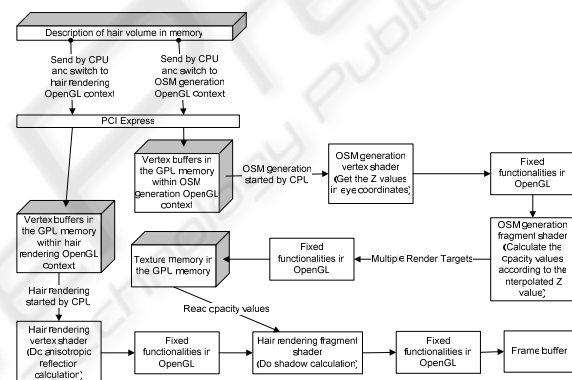 Description of hair volume in memory
Send by CPU
and switch to
hair rendering
OpenGL context
Send by CPU
and switch to
OSM generation
OpenGL context
PCI Express
Vertex buffers in
the GPU memory
within OSM
generation OpenGL
context
OSM generation
started by CPU
OSM generation
vertex shader
(Get the Z values
in eye coordinates)
Fixed
functionalities in
OpenGL
Vertex buffers in
the GPU memory
within hair
rendering OpenGL
context
Texture memory in
the GPU memory
Fixed
functionalities in
OpenGL
Multiple Render Targets
OSM generation
fragment shader
(Calculate the
opacity values
according to the
interpolated Z
value)
Hair rendering
started by CPU
Read opacity values
Hair rendering
vertex shader
(Do anisotropic
reflection
calculation)
Fixed
functionalities in
OpenGL
Hair rendering fragment
shader
(Do shadow calculation)
Fixed
functionalities in
OpenGL
Frame buffer